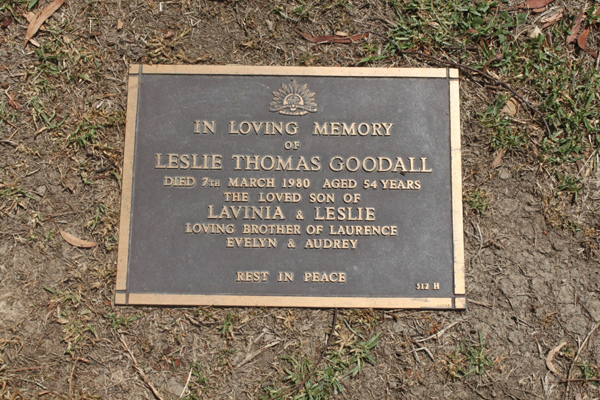 IN LOVING MEMORY
OF
LESLIE THOMAS GOODALL
DIED 7TH MARCH 1980 AGED 54 YEARS
THE LOVED SON OF
LAVINIA & LESLIE
LOVING BROTHER OF LAURENCE
EVELYN & AUDREY
REST IN PEACE
512 H